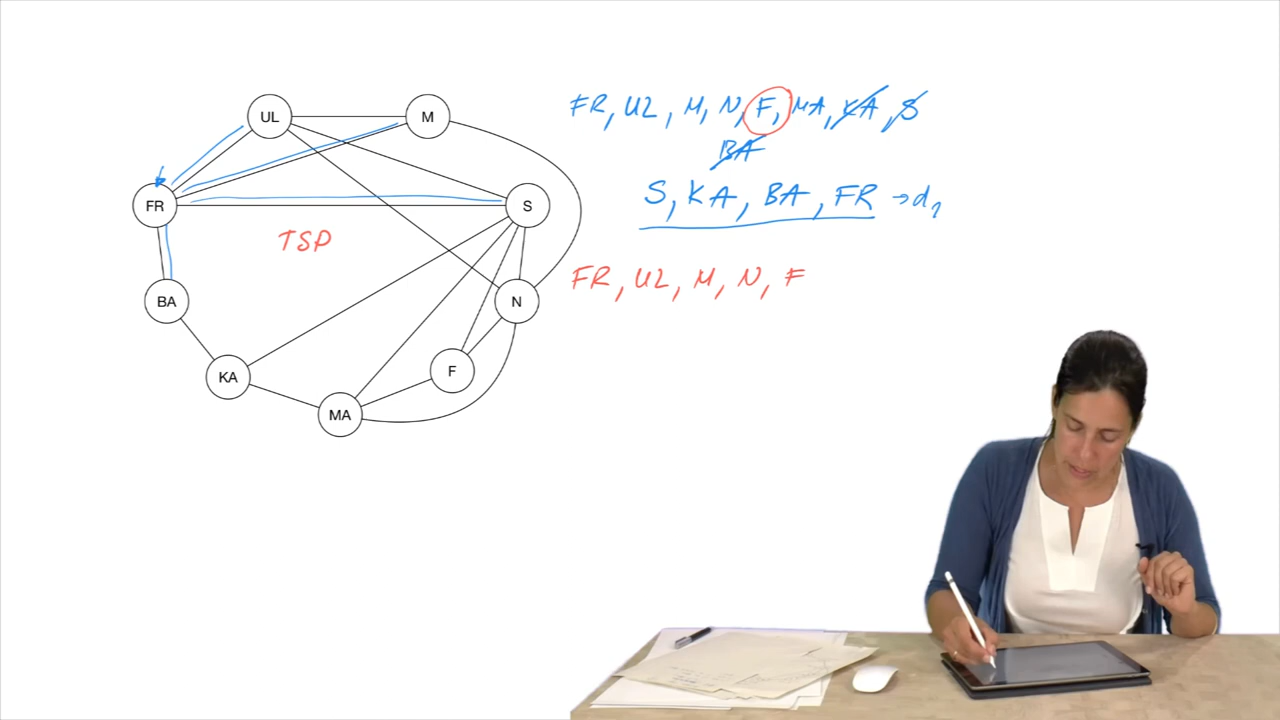 UL
M
FR
S
TSP
BA
N
KA
F
MA
FR, UL, M, N, F, MA, KA, S
BA
S, KA, BA, FR → d₁
FR, UL, M, N, F